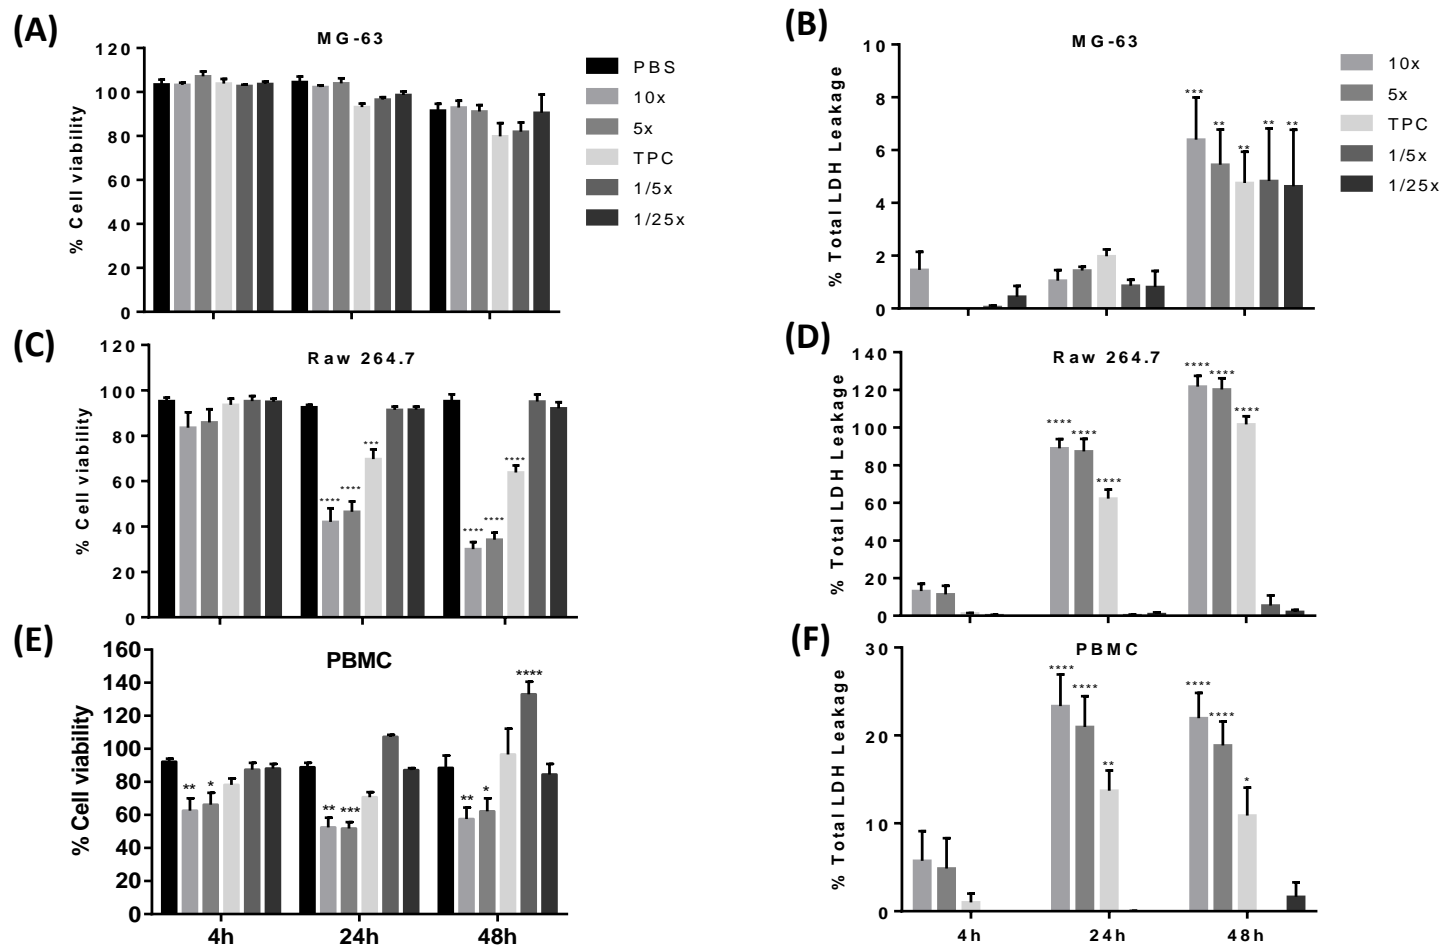 (A)
MG-63
% Cell viability
120
100
80
60
40
20
0
PBS
10x
5x
TPC
1/5x
1/25x
(B)
MG-63
% Total LDH Leakage
10
8
6
4
2
0
***
**
**
**
**
10x
5x
TPC
1/5x
1/25x
(C)
Raw 264.7
% Cell viability
120
100
80
60
40
20
0
****
****
***
****
****
****
(D)
Raw 264.7
% Total LDH Leakage
140
120
100
80
60
40
20
0
****
****
****
****
****
****
(E)
PBMC
% Cell viability
160
140
120
100
80
60
40
20
0
**
*
**
***
**
*
****
4h
24h
48h
(F)
PBMC
% Total LDH Leakage
30
20
10
0
****
****
**
****
****
*
4h
24h
48h